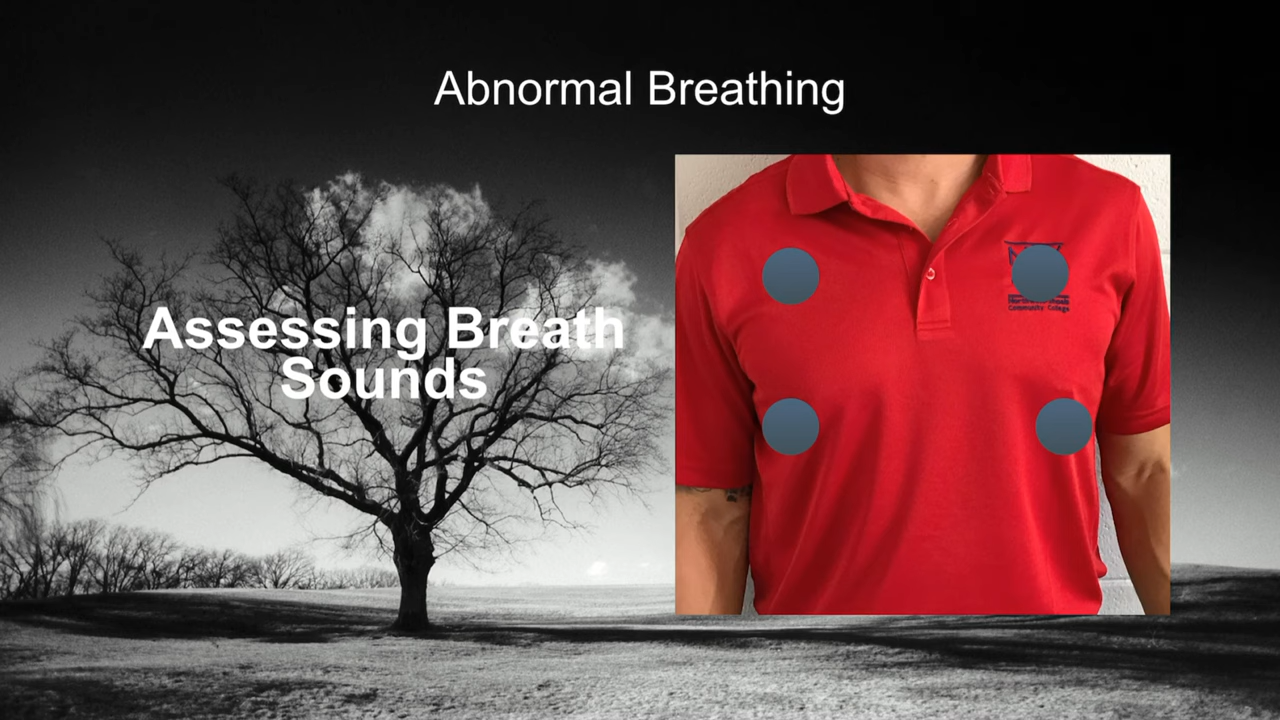 Abnormal Breathing
Assessing Breath
Sounds
Community College